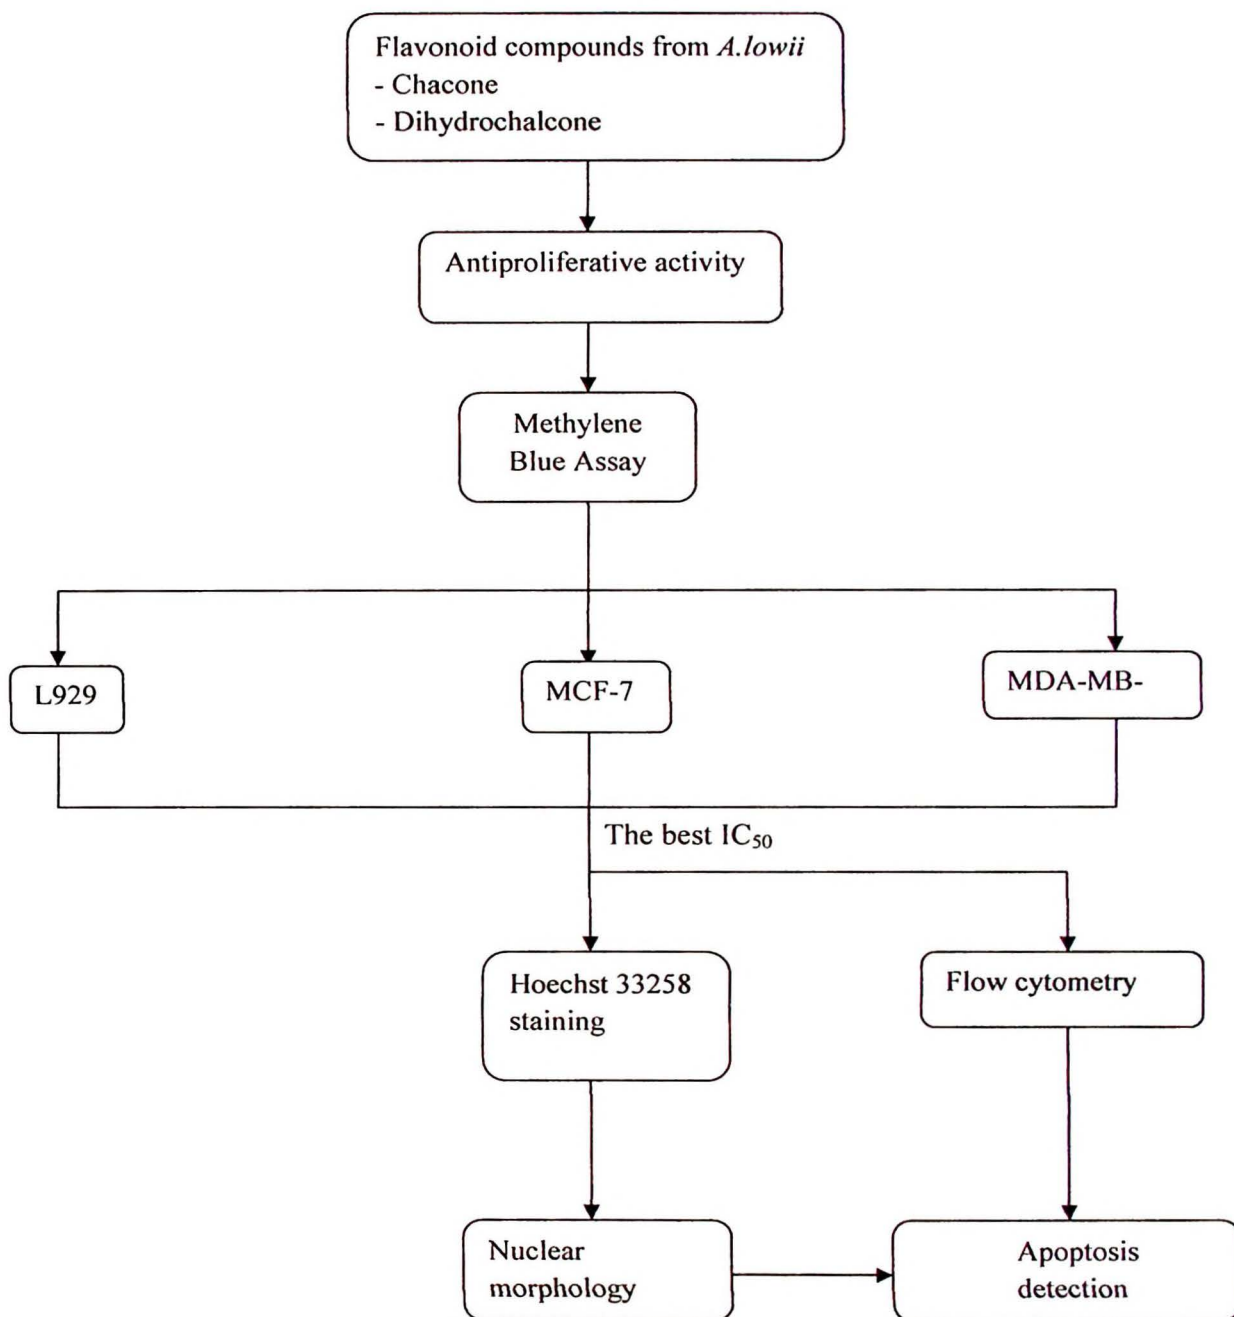 Flavonoid compounds from A.lowii
- Chacone
- Dihydrochalcone
Antiproliferative activity
Methylene
Blue Assay
L929
MCF-7
MDA-MB-
The best IC₅₀
Hoechst 33258
staining
Flow cytometry
Nuclear
morphology
Apoptosis
detection